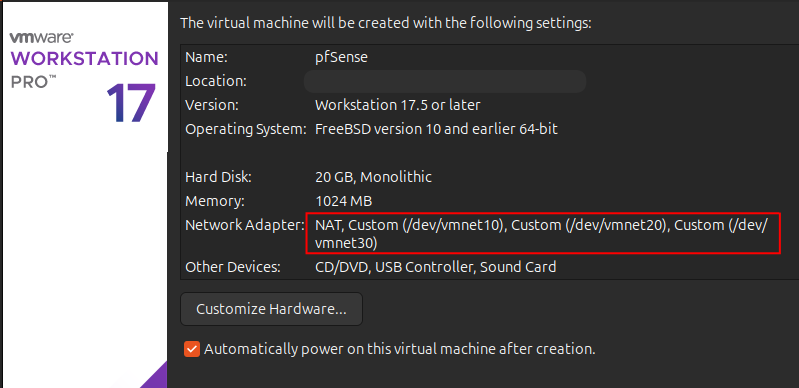 vmware®
WORKSTATION
PRO™
17
The virtual machine will be created with the following settings:
Name: pfSense
Location:
Version: Workstation 17.5 or later
Operating System: FreeBSD version 10 and earlier 64-bit
Hard Disk: 20 GB, Monolithic
Memory: 1024 MB
Network Adapter: NAT, Custom (/dev/vmnet10), Custom (/dev/vmnet20), Custom (/dev/
vmnet30)
Other Devices: CD/DVD, USB Controller, Sound Card
Customize Hardware...
Automatically power on this virtual machine after creation.